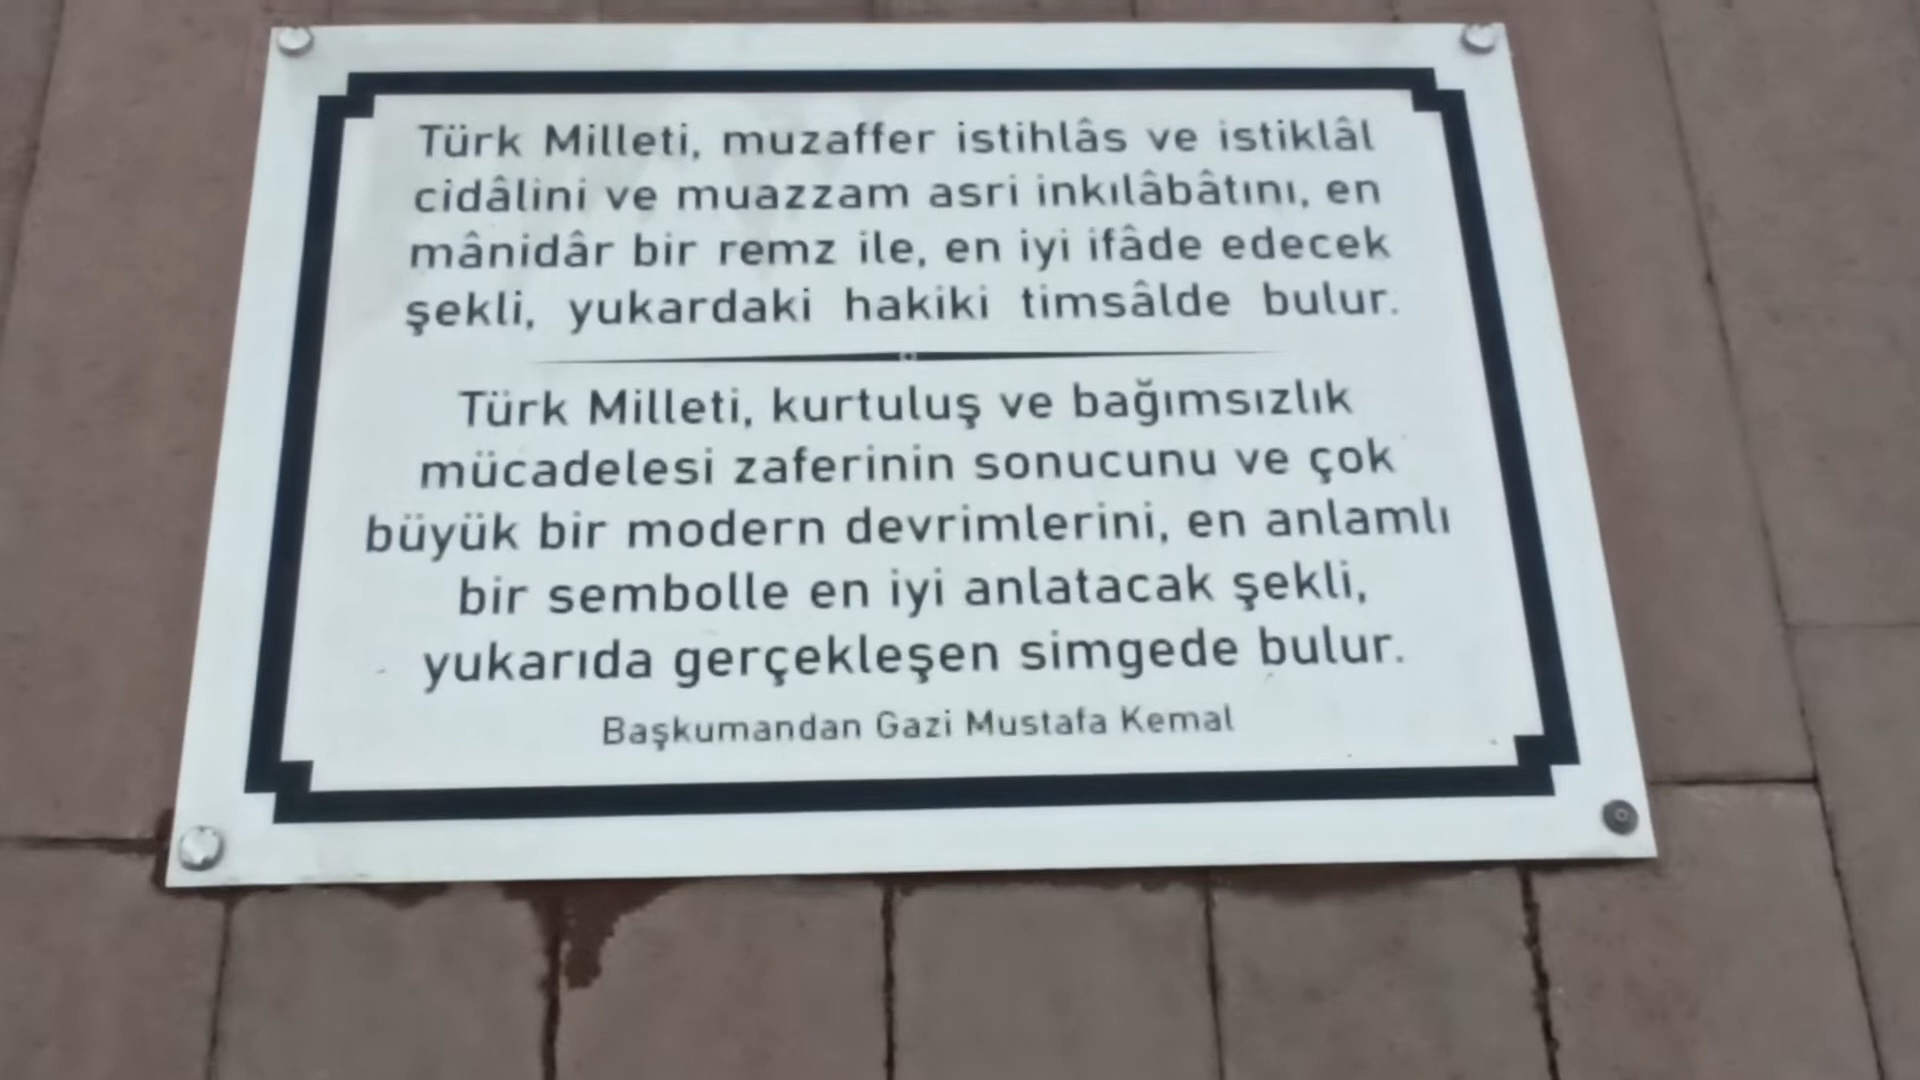 Türk Milleti, muzaffer istihlâs ve istiklâl
cidâlini ve muazzam asri inkılâbâtını, en
mânidâr bir remz ile, en iyi ifâde edecek
şekli, yukardaki hakiki timsâlde bulur.
Türk Milleti, kurtuluş ve bağımsızlık
mücadelesi zaferinin sonucunu ve çok
büyük bir modern devrimlerini, en anlamlı
bir sembolle en iyi anlatacak şekli,
yukarıda gerçekleşen simgede bulur.
Başkumandan Gazi Mustafa Kemal